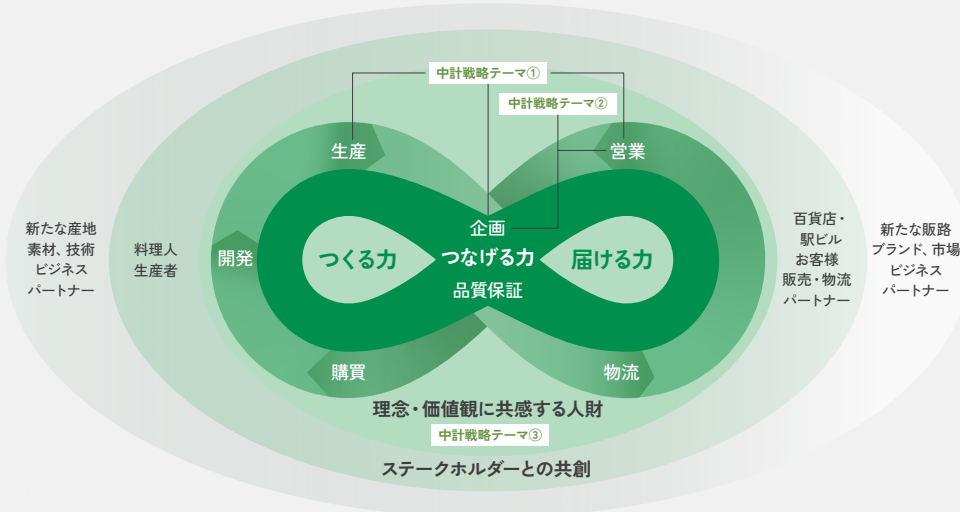 中計戦略テーマ①
中計戦略テーマ②
生産
営業
企画
つくる力
つなげる力
届ける力
品質保証
開発
購買
物流
新たな産地
素材、技術
ビジネス
パートナー
料理人
生産者
百貨店・
駅ビル
お客様
販売・物流
パートナー
新たな販路
ブランド、市場
ビジネス
パートナー
理念・価値観に共感する人財
中計戦略テーマ③
ステークホルダーとの共創